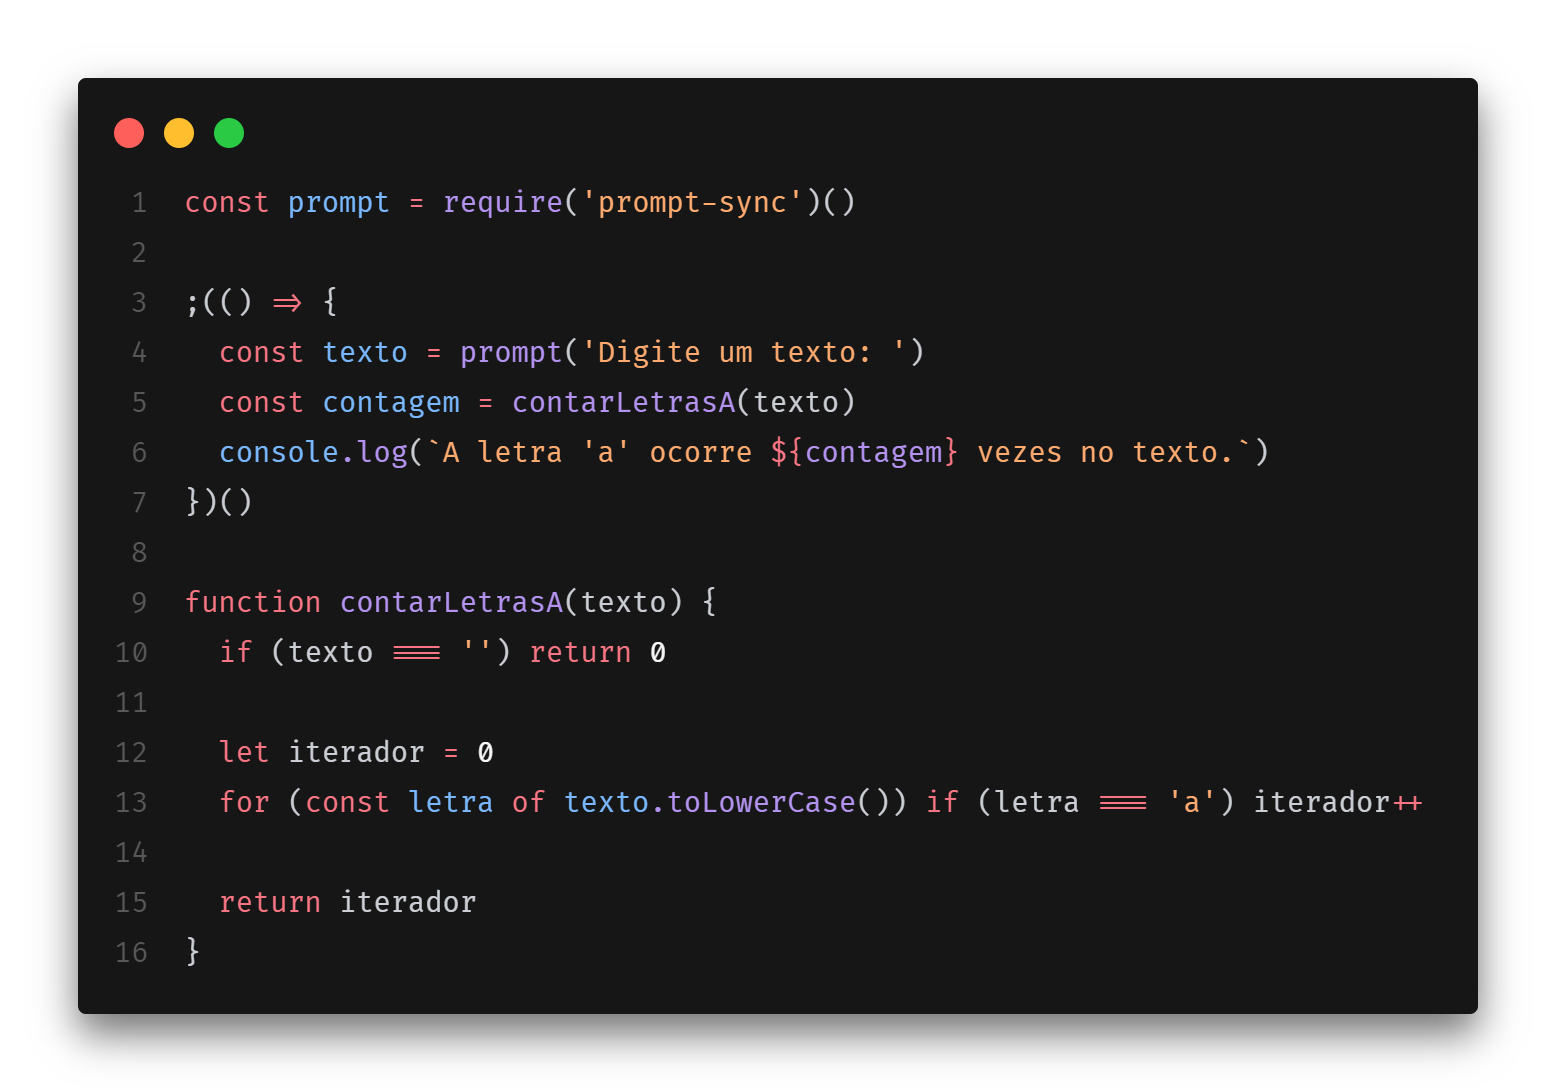 1 const prompt = require('prompt-sync')()
2
3 ;(() => {
4   const texto = prompt('Digite um texto: ')
5   const contagem = contarLetrasA(texto)
6   console.log(`A letra 'a' ocorre ${contagem} vezes no texto.`)
7 })()
8
9 function contarLetrasA(texto) {
10   if (texto === '') return 0
11
12   let iterador = 0
13   for (const letra of texto.toLowerCase()) if (letra === 'a') iterador++
14
15   return iterador
16 }